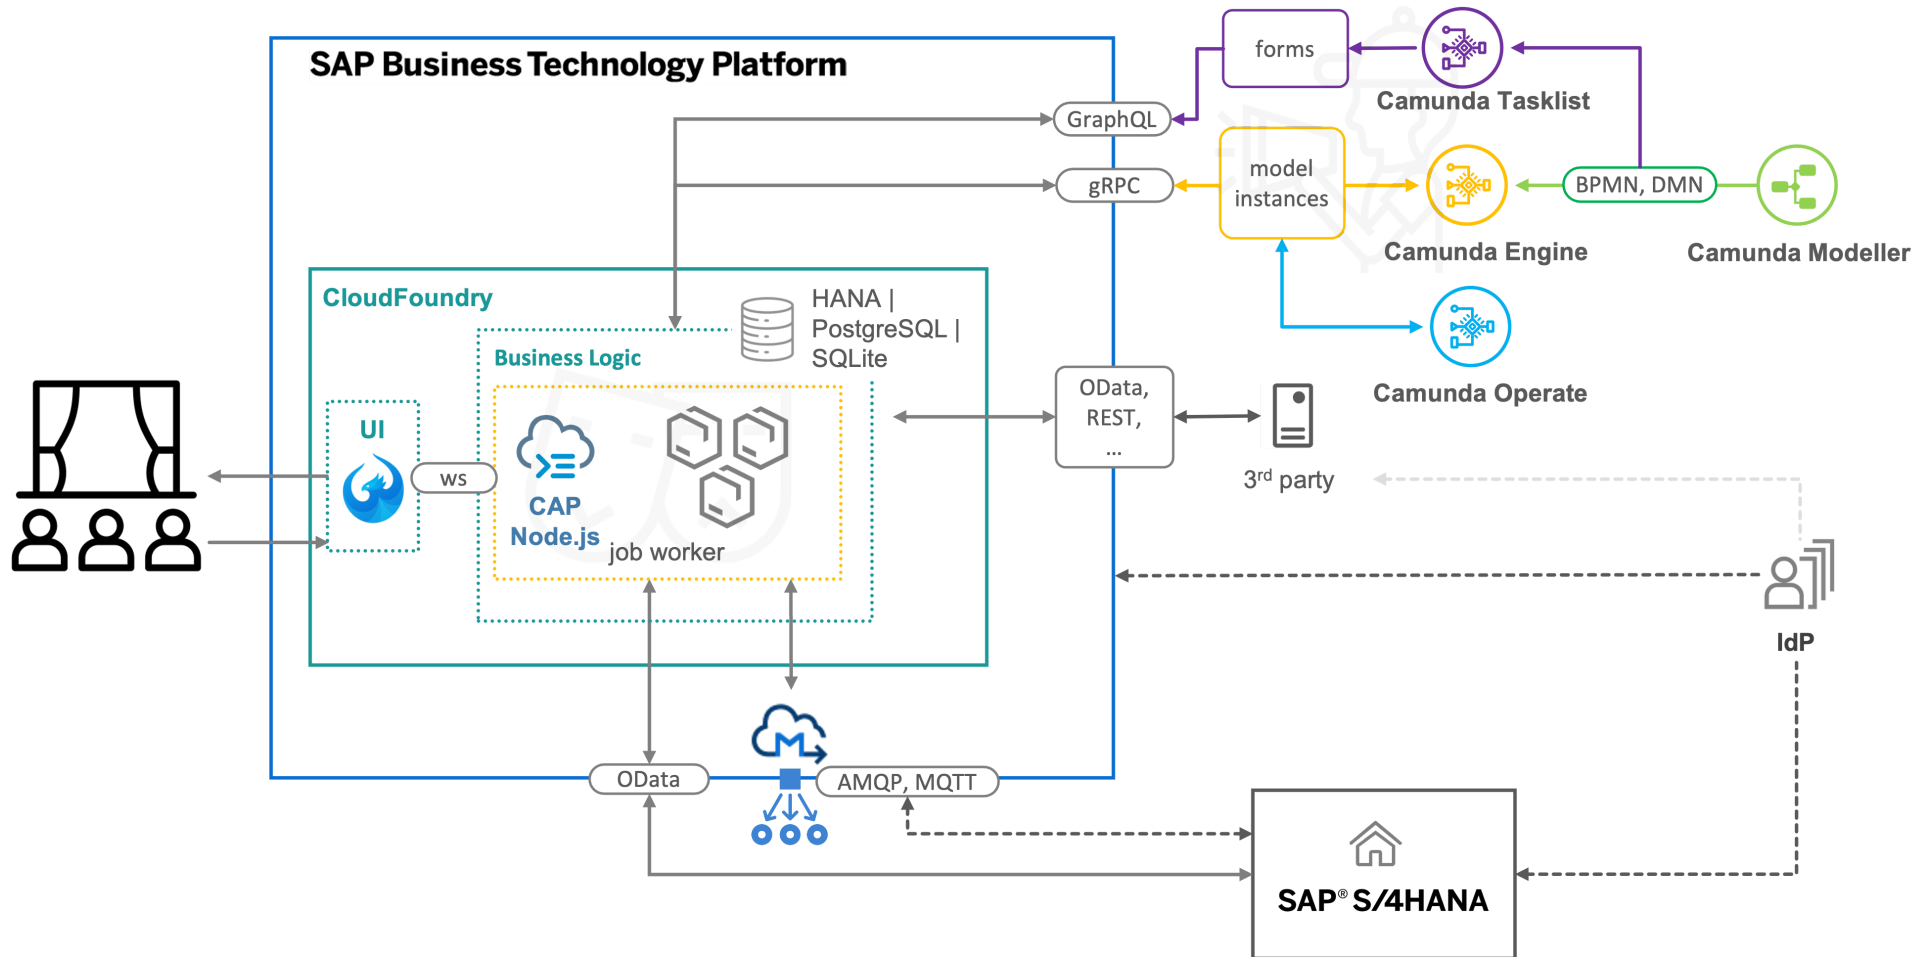 SAP Business Technology Platform
forms
Camunda Tasklist
GraphQL
gRPC
model
instances
BPMN, DMN
Camunda Engine
Camunda Modeller
CloudFoundry
HANA |
PostgreSQL |
SQLite
Business Logic
Camunda Operate
OData,
REST,
...
UI
ws
CAP
Node.js
job worker
3rd party
IdP
OData
AMQP, MQTT
SAP® S/4HANA